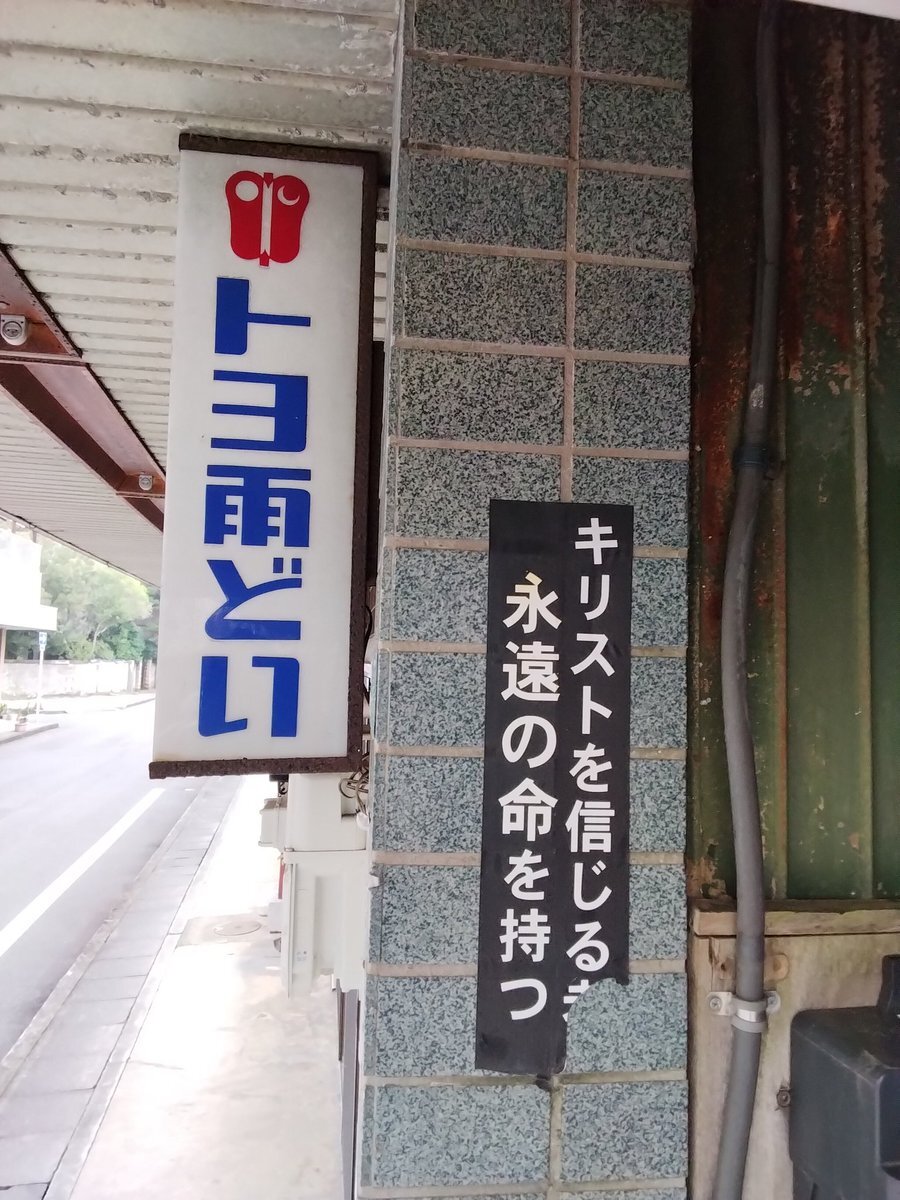 トヨ雨どい
キリストを信じる
永遠の命を持つ